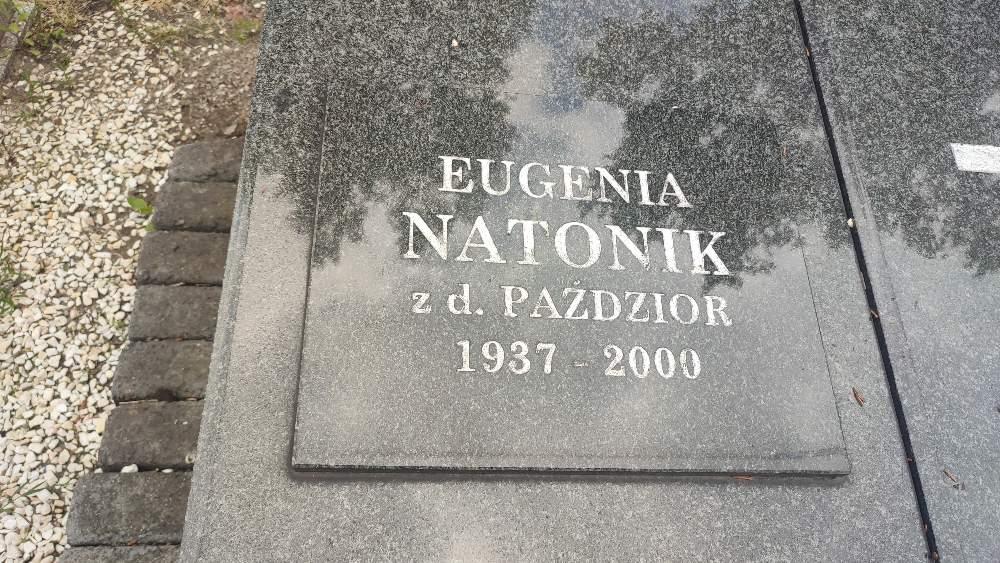 EUGENIA
NATONIK
z d. PAŹDZIOR
1937 - 2000